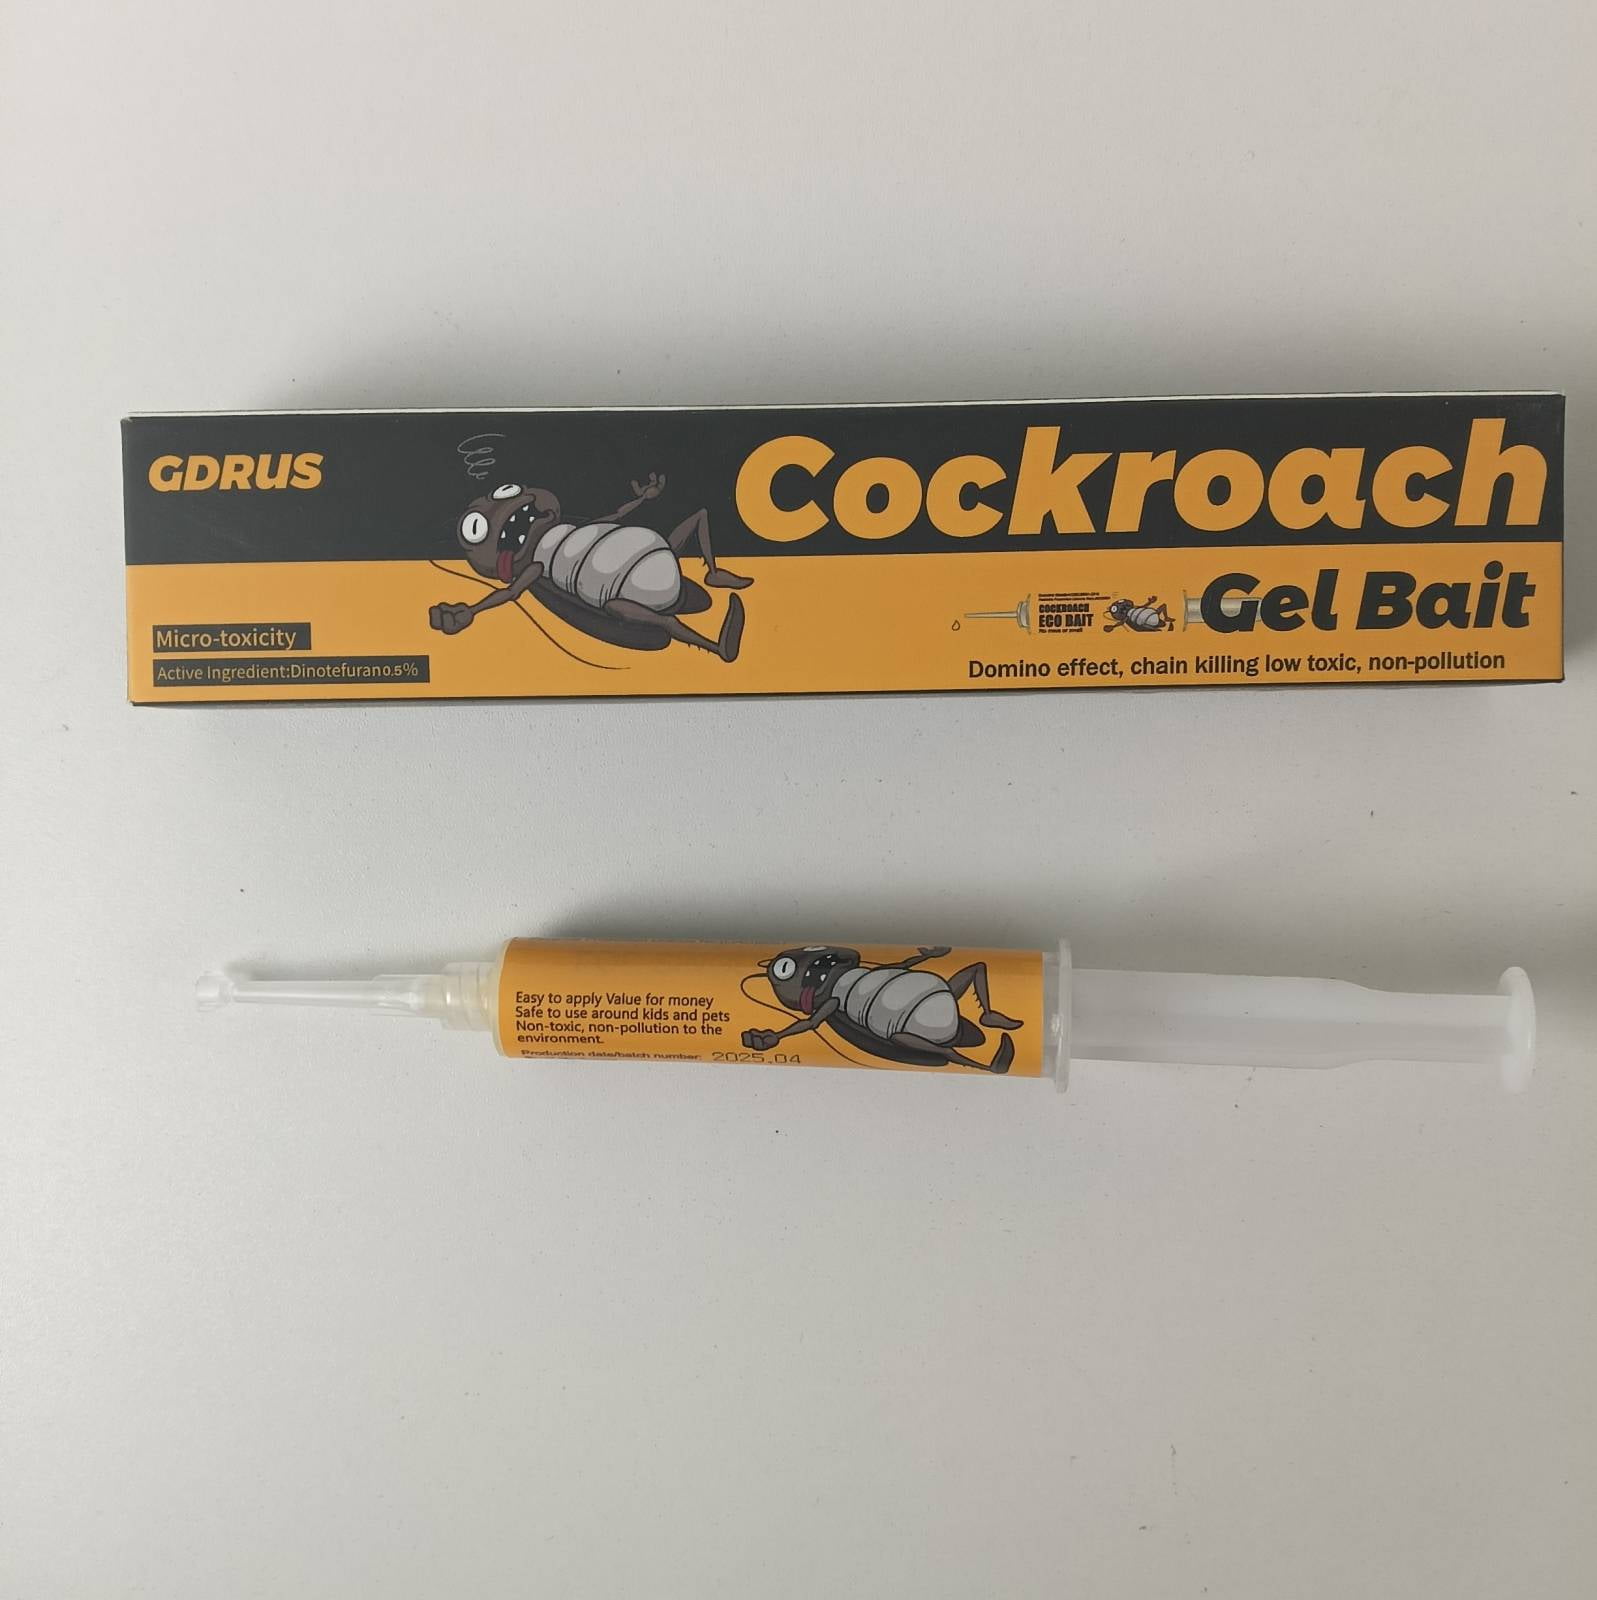 GDRUS
Cockroach
Gel Bait
COCKROACH
ECO BAIT
Micro-toxicity
Active Ingredient:Dinotefuran0.5%
Domino effect, chain killing low toxic, non-pollution
Easy to apply Value for money
Safe to use around kids and pets
Non-toxic, non-pollution to the
environment.
Production date/batch number: 2025.04